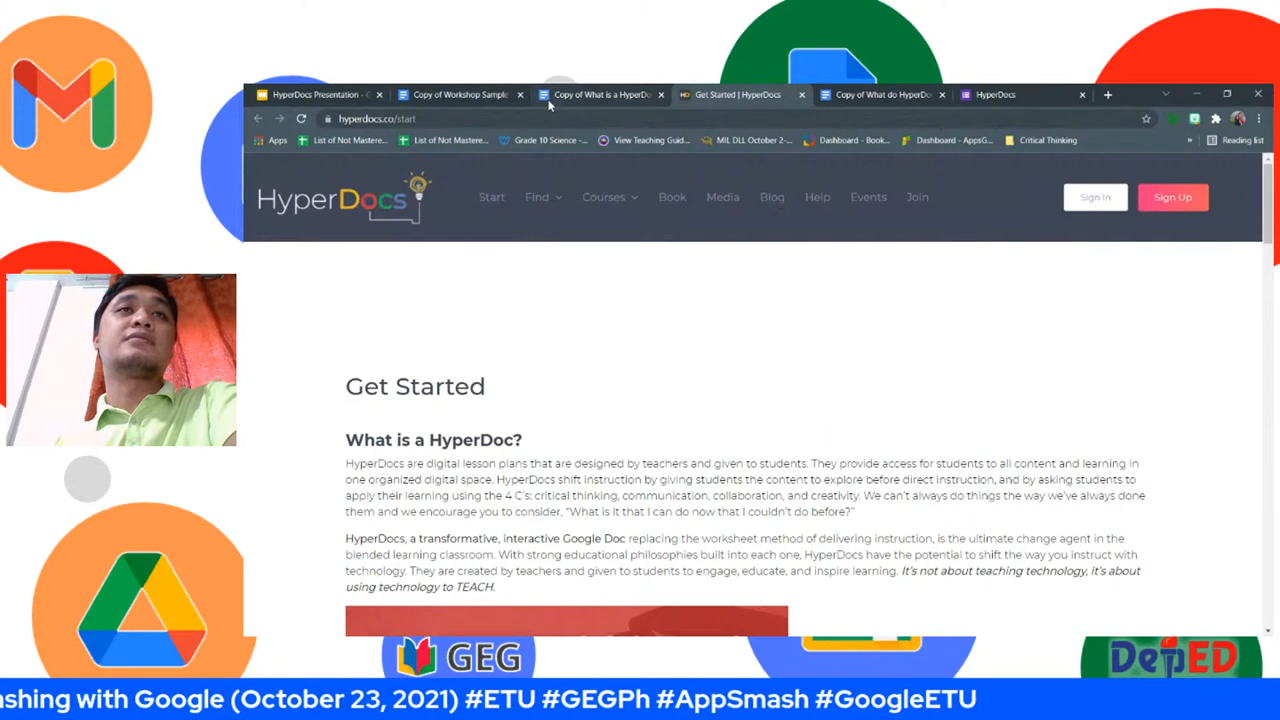 HyperDocs Presentation - G
Copy of Workshop Sample
Copy of What is a HyperDo
Get Started | HyperDocs
Copy of What do HyperDo
HyperDocs
hyperdocs.co/start
Apps
List of Not Mastere...
List of Not Mastere...
Grade 10 Science -...
View Teaching Guid...
MIL DLL October 2-...
Dashboard - Book...
Dashboard - AppsG...
Critical Thinking
»
Reading list
HyperDocs
Start
Find
Courses
Book
Media
Blog
Help
Events
Join
Sign In
Sign Up
Get Started
What is a HyperDoc?
HyperDocs are digital lesson plans that are designed by teachers and given to students. They provide access for students to all content and learning in
one organized digital space. HyperDocs shift instruction by giving students the content to explore before direct instruction, and by asking students to
apply their learning using the 4 C's: critical thinking, communication, collaboration, and creativity. We can't always do things the way we've always done
them and we encourage you to consider, "What is it that I can do now that I couldn't do before?"
HyperDocs, a transformative, interactive Google Doc replacing the worksheet method of delivering instruction, is the ultimate change agent in the
blended learning classroom. With strong educational philosophies built into each one, HyperDocs have the potential to shift the way you instruct with
technology. They are created by teachers and given to students to engage, educate, and inspire learning. It's not about teaching technology, it's about
using technology to TEACH.
GEG
DepED
ashing with Google (October 23, 2021) #ETU #GEGPh #AppSmash #GoogleETU